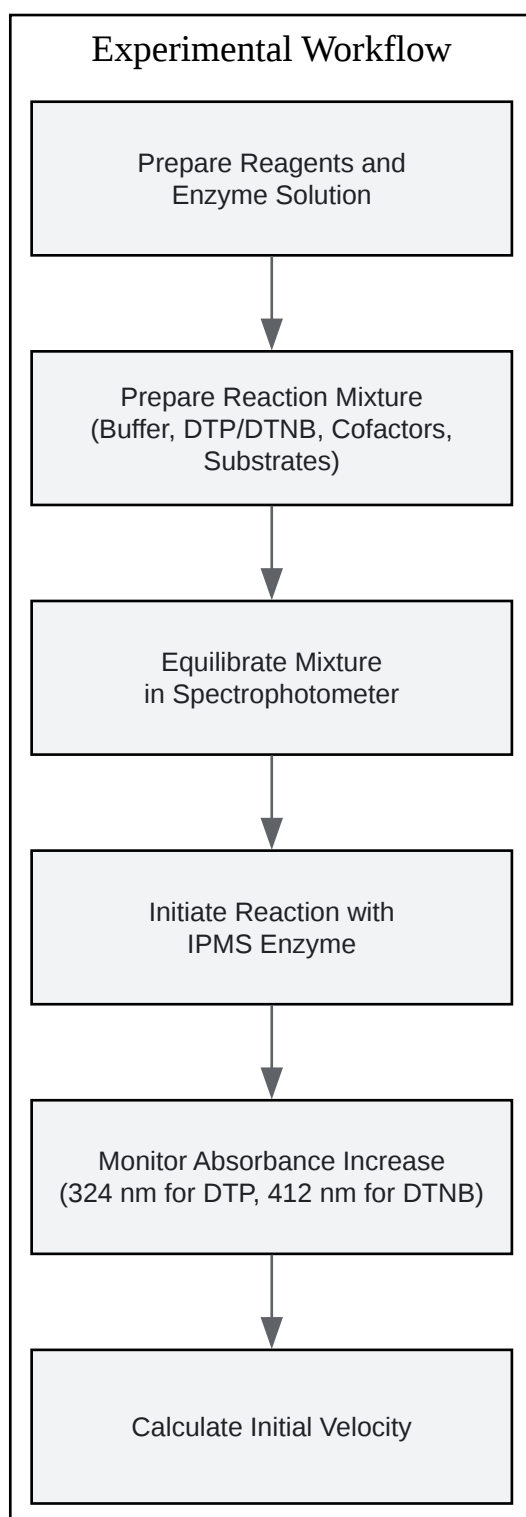 Experimental Workflow
Prepare Reagents and
Enzyme Solution
Prepare Reaction Mixture
(Buffer, DTP/DTNB, Cofactors,
Substrates)
Equilibrate Mixture
in Spectrophotometer
Initiate Reaction with
IPMS Enzyme
Monitor Absorbance Increase
(324 nm for DTP, 412 nm for DTNB)
Calculate Initial Velocity